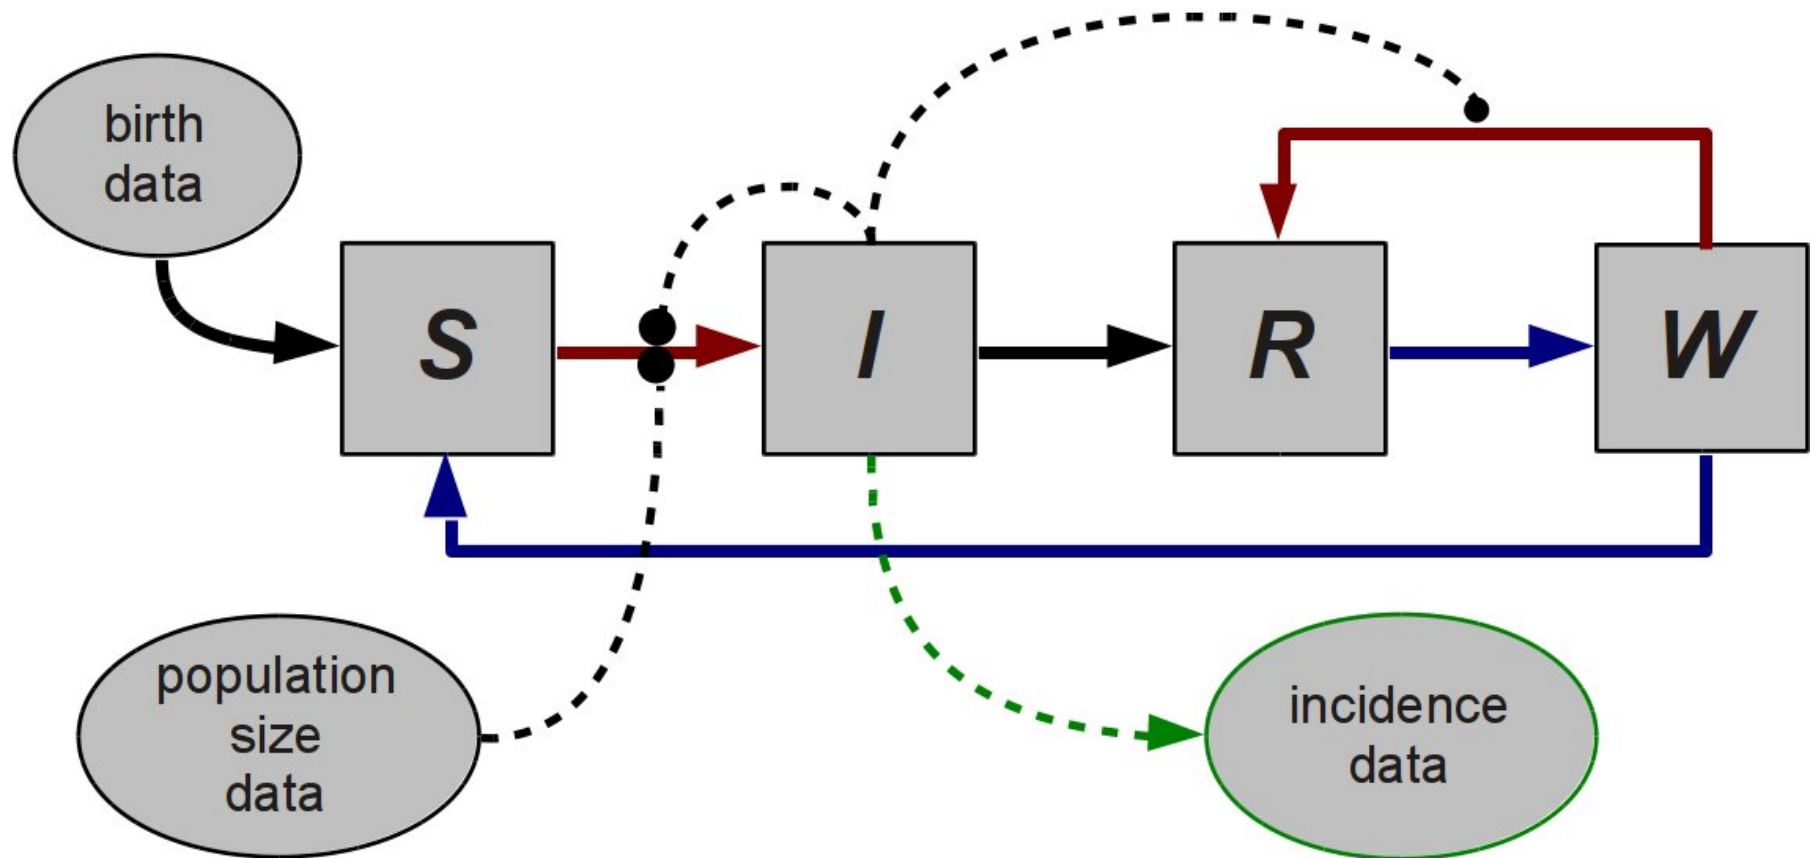 birth
data
S
I
R
W
population
size
data
incidence
data